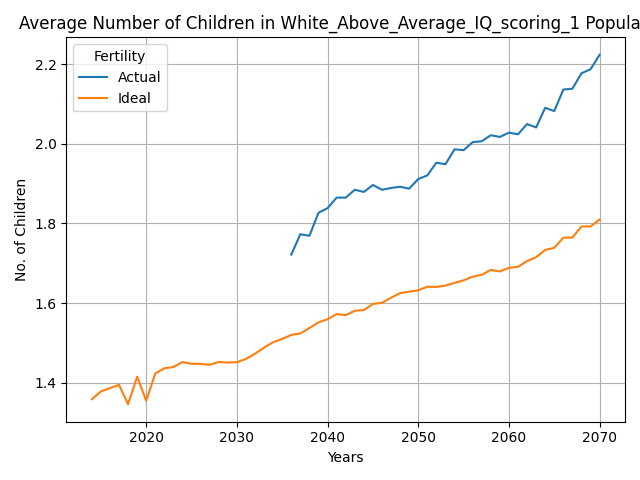 Average Number of Children in White_Above_Average_IQ_scoring_1 Popula
Fertility
Actual
Ideal
No. of Children
2.2
2.0
1.8
1.6
1.4
2020 2030 2040 2050 2060 2070
Years